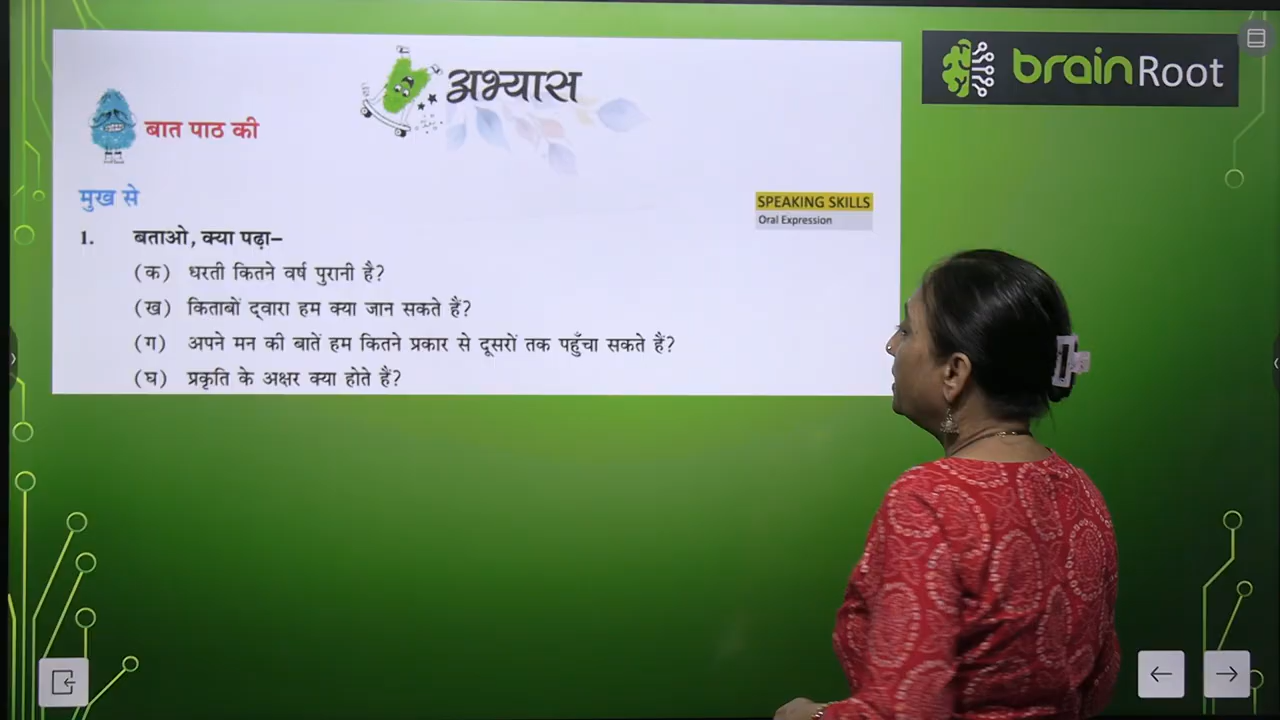 brainRoot
अभ्यास
बात पाठ की
मुख से
SPEAKING SKILLS
Oral Expression
1. बताओ, क्या पढ़ा–
(क) धरती कितने वर्ष पुरानी है?
(ख) किताबों द्‌वारा हम क्या जान सकते हैं?
(ग) अपने मन की बातें हम कितने प्रकार से दूसरों तक पहुँचा सकते हैं?
(घ) प्रकृति के अक्षर क्या होते हैं?